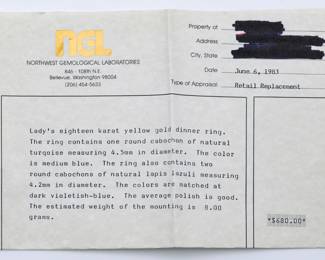 NGL
NORTHWEST GEMOLOGICAL LABORATORIES
846 - 108th N.E.
Bellevue, Washington 98004
(206) 454-5633
Property of
Address
City, State
Date June 6, 1983
Type of Appraisal Retail Replacement
Lady's eighteen karat yellow gold dinner ring.
The ring contains one round cabochon of natural
turquoise measuring 4.5mm in diameter. The color
is medium blue. The ring also contains two
round cabochons of natural lapis lazuli measuring
4.2mm in diameter. The colors are matched at
dark violetish-blue. The average polish is good.
The estimated weight of the mounting is 8.00
grams.
*$680.00*